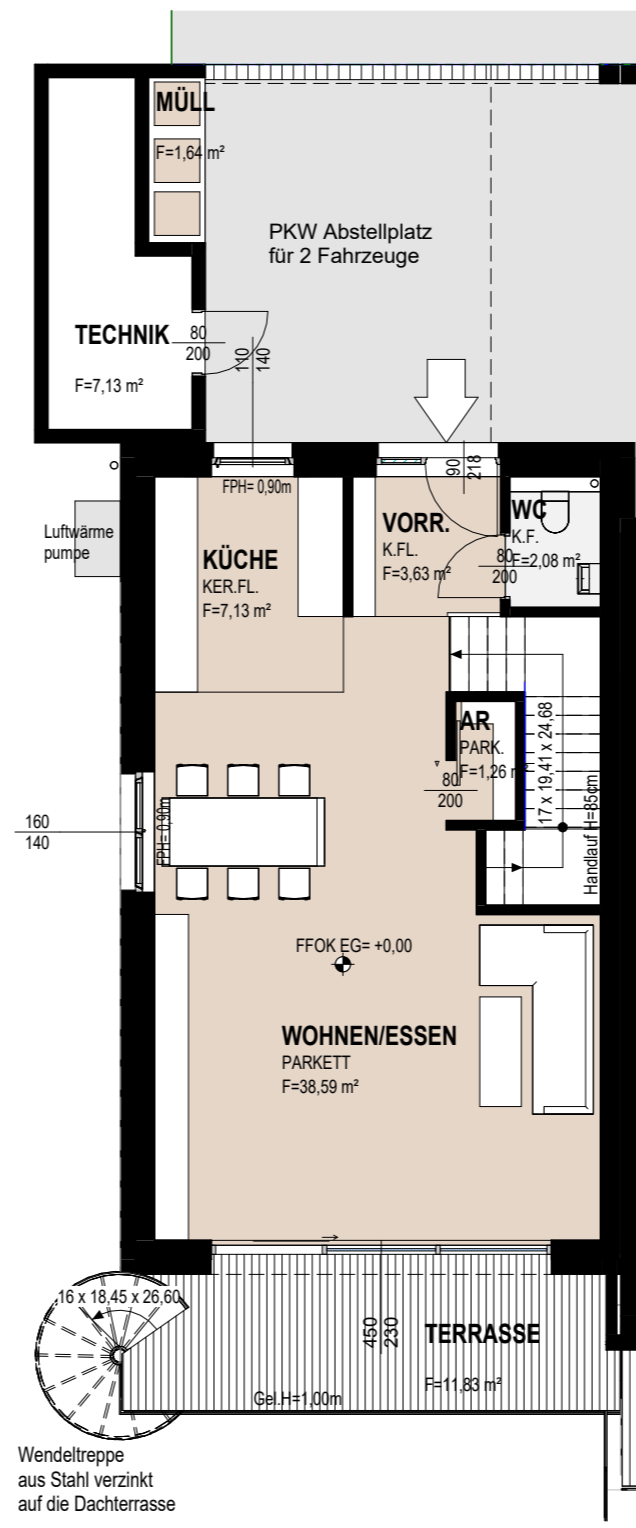 MÜLL
F=1,64 m²
PKW Abstellplatz
für 2 Fahrzeuge
TECHNIK
F=7,13 m²
80
200
110
140
90
218
FPH= 0,90m
Luftwärme
pumpe
KÜCHE
KER.FL.
F=7,13 m²
VORR.
K.FL.
F=3,63 m²
WC
K.F.
F=2,08 m²
80
200
AR
PARK.
F=1,26 m²
80
200
17 x 19,41 x 24,68
Handlauf H=85cm
160
140
FPH= 0,90m
FFOK EG= +0,00
WOHNEN/ESSEN
PARKETT
F=38,59 m²
16 x 18,45 x 26,60
450
230
TERRASSE
F=11,83 m²
Gel.H=1,00m
Wendeltreppe
aus Stahl verzinkt
auf die Dachterrasse